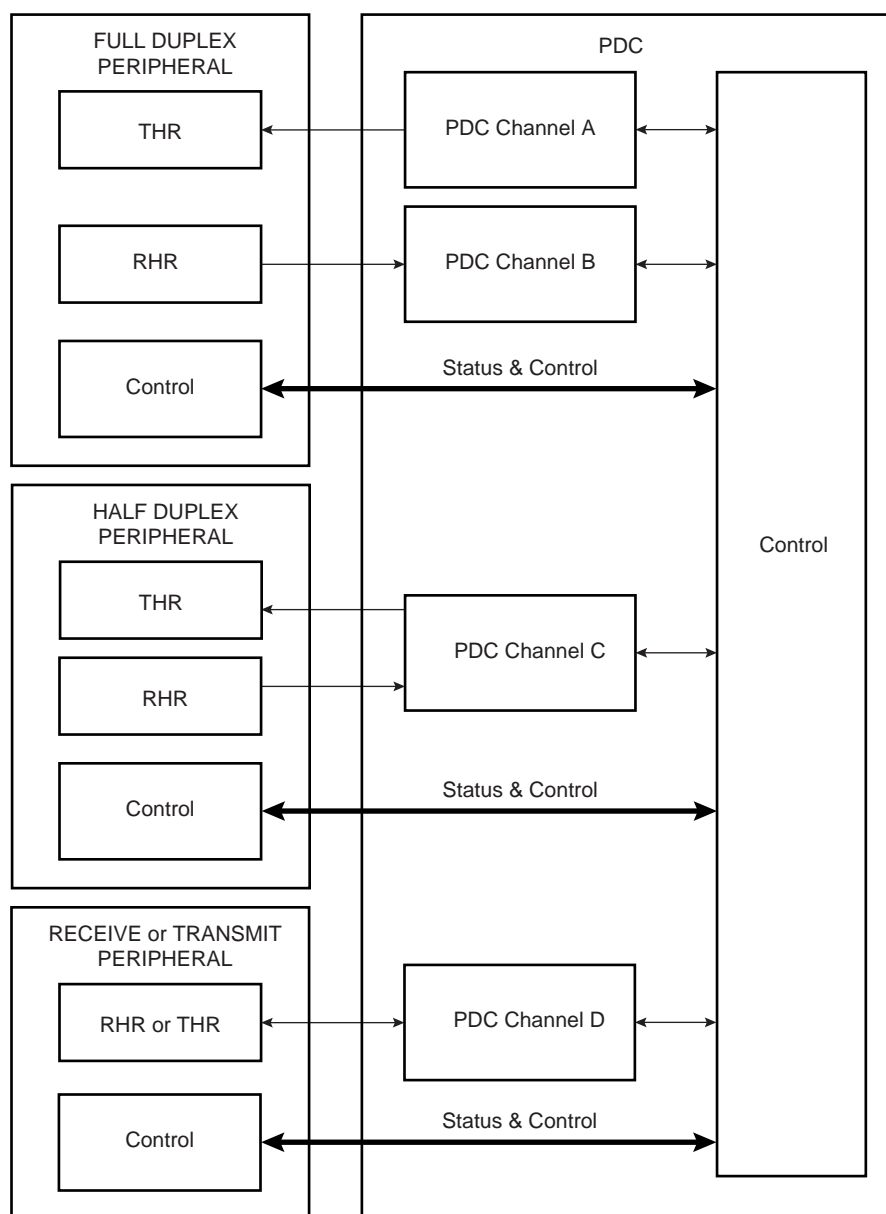 FULL DUPLEX
PERIPHERAL
THR
RHR
Control
PDC
PDC Channel A
PDC Channel B
Status & Control
HALF DUPLEX
PERIPHERAL
THR
RHR
Control
PDC Channel C
Status & Control
Control
RECEIVE or TRANSMIT
PERIPHERAL
RHR or THR
Control
PDC Channel D
Status & Control